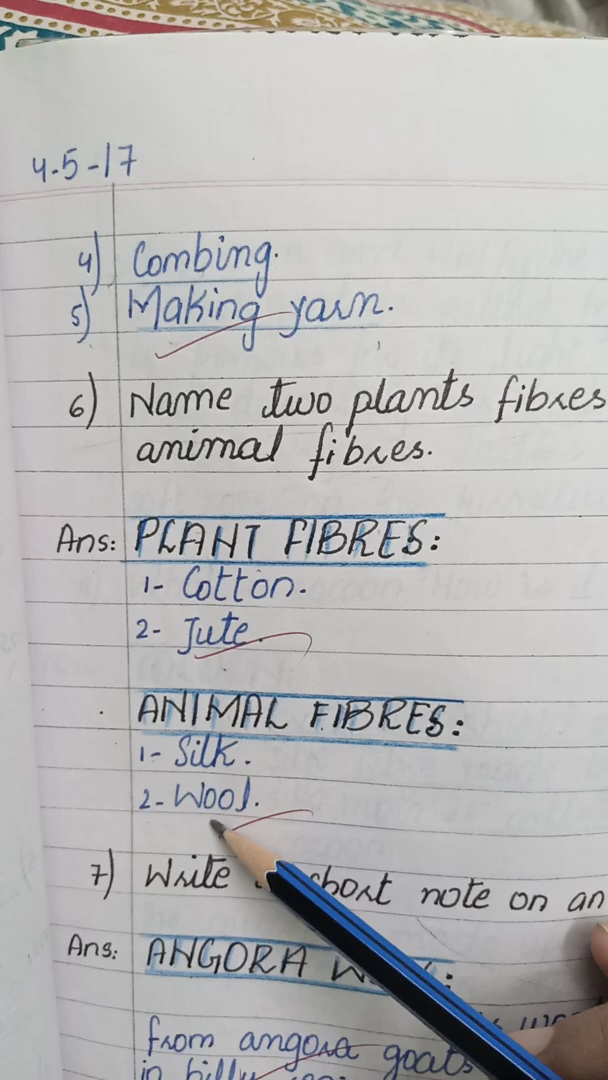 4-5-17
4) Combing.
5) Making yarn.
6) Name two plants fibres
animal fibres.
Ans: PLANT FIBRES:
1- Cotton.
2- Jute.
ANIMAL FIBRES:
1- Silk.
2- Wool.
7) Write short note on an
Ans: ANGORA
from angora goats
in hilly